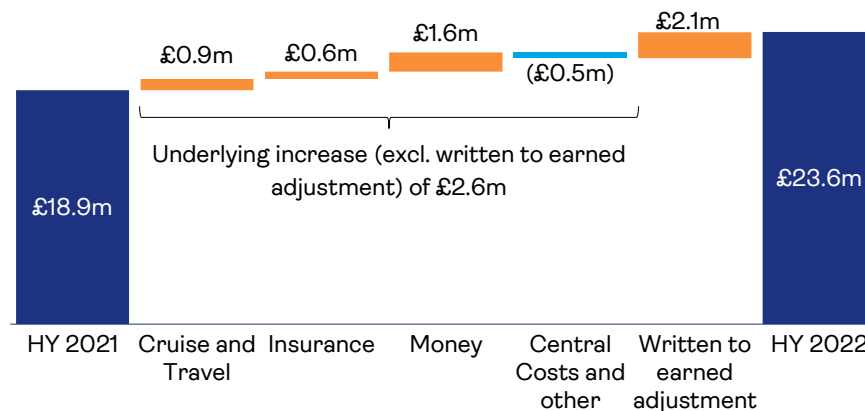 £0.9m
£0.6m
£1.6m
(£0.5m)
£2.1m
Underlying increase (excl. written to earned
adjustment) of £2.6m
£18.9m
£23.6m
HY 2021
Cruise and
Travel
Insurance
Money
Central
Costs and
other
Written to
earned
adjustment
HY 2022